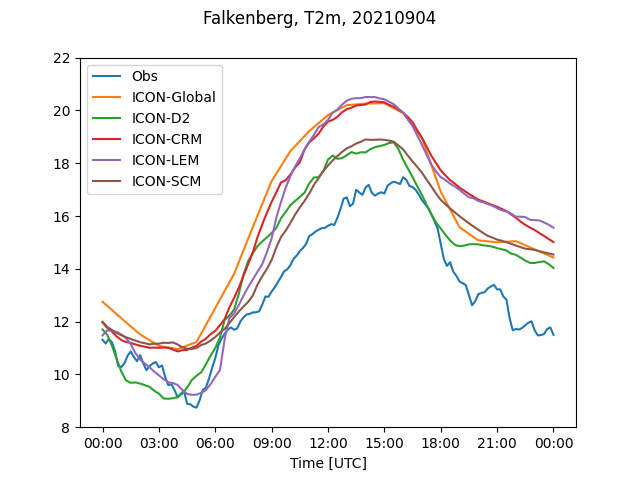 Falkenberg, T2m, 20210904
22
20
18
16
14
12
10
8
Obs
ICON-Global
ICON-D2
ICON-CRM
ICON-LEM
ICON-SCM
00:00 03:00 06:00 09:00 12:00 15:00 18:00 21:00 00:00
Time [UTC]